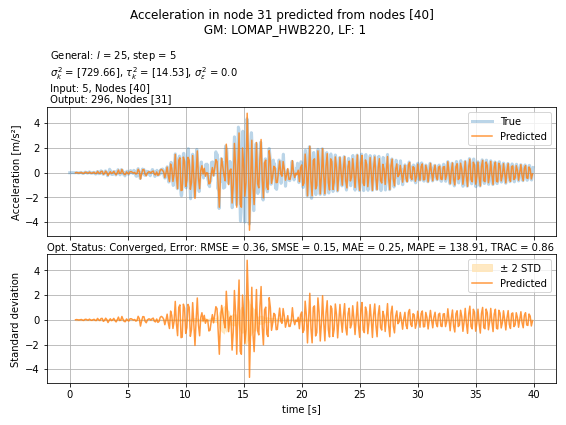 Acceleration in node 31 predicted from nodes [40]
GM: LOMAP_HWB220, LF: 1
General: l = 25, step = 5
σ²ₖ = [729.66], τ²ₖ = [14.53], σ²ε = 0.0
Input: 5, Nodes [40]
Output: 296, Nodes [31]
Acceleration [m/s²]
4
2
0
−2
−4
True
Predicted
Opt. Status: Converged, Error: RMSE = 0.36, SMSE = 0.15, MAE = 0.25, MAPE = 138.91, TRAC = 0.86
Standard deviation
4
2
0
−2
−4
± 2 STD
Predicted
0 5 10 15 20 25 30 35 40
time [s]